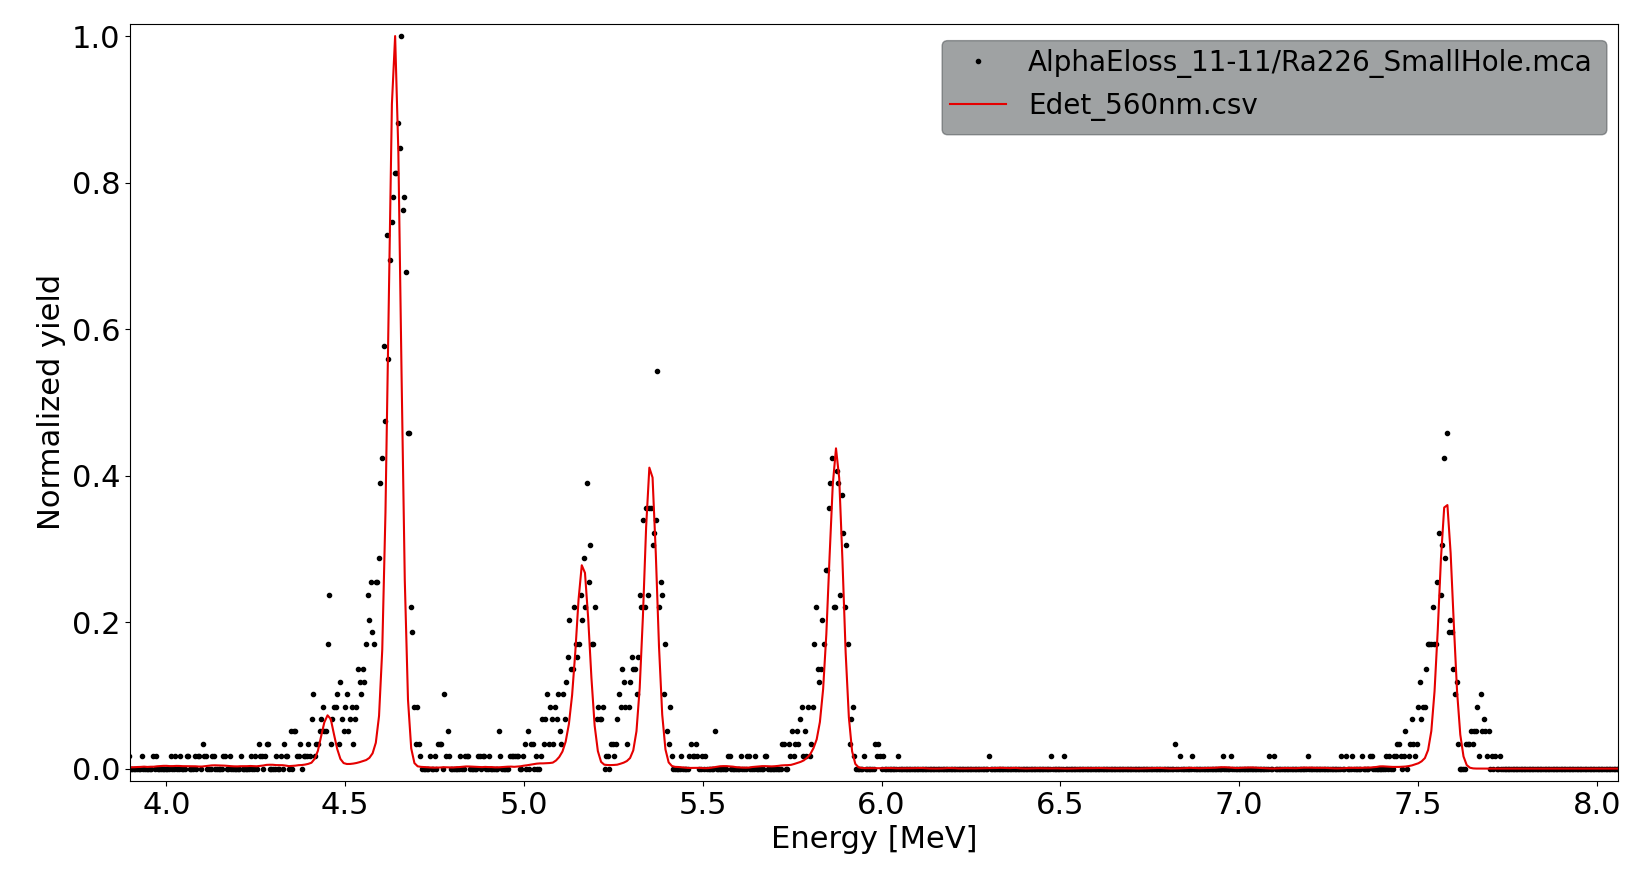 AlphaEloss_11-11/Ra226_SmallHole.mca
Edet_560nm.csv
Normalized yield
1.0
0.8
0.6
0.4
0.2
0.0
4.0 4.5 5.0 5.5 6.0 6.5 7.0 7.5 8.0
Energy [MeV]